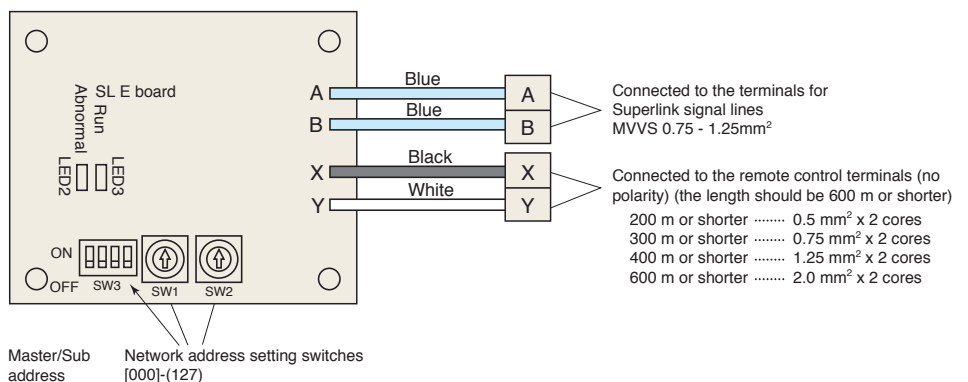 SL E board
Abnormal
Run
LED2
LED3
ON
OFF
SW3
SW1
SW2
A
Blue
A
B
Blue
B
X
Black
X
Y
White
Y
Connected to the terminals for
Superlink signal lines
MVVS 0.75 - 1.25mm²
Connected to the remote control terminals (no
polarity) (the length should be 600 m or shorter)
200 m or shorter ········ 0.5 mm² x 2 cores
300 m or shorter ········ 0.75 mm² x 2 cores
400 m or shorter ········ 1.25 mm² x 2 cores
600 m or shorter ········ 2.0 mm² x 2 cores
Master/Sub
address
Network address setting switches
[000]-(127)